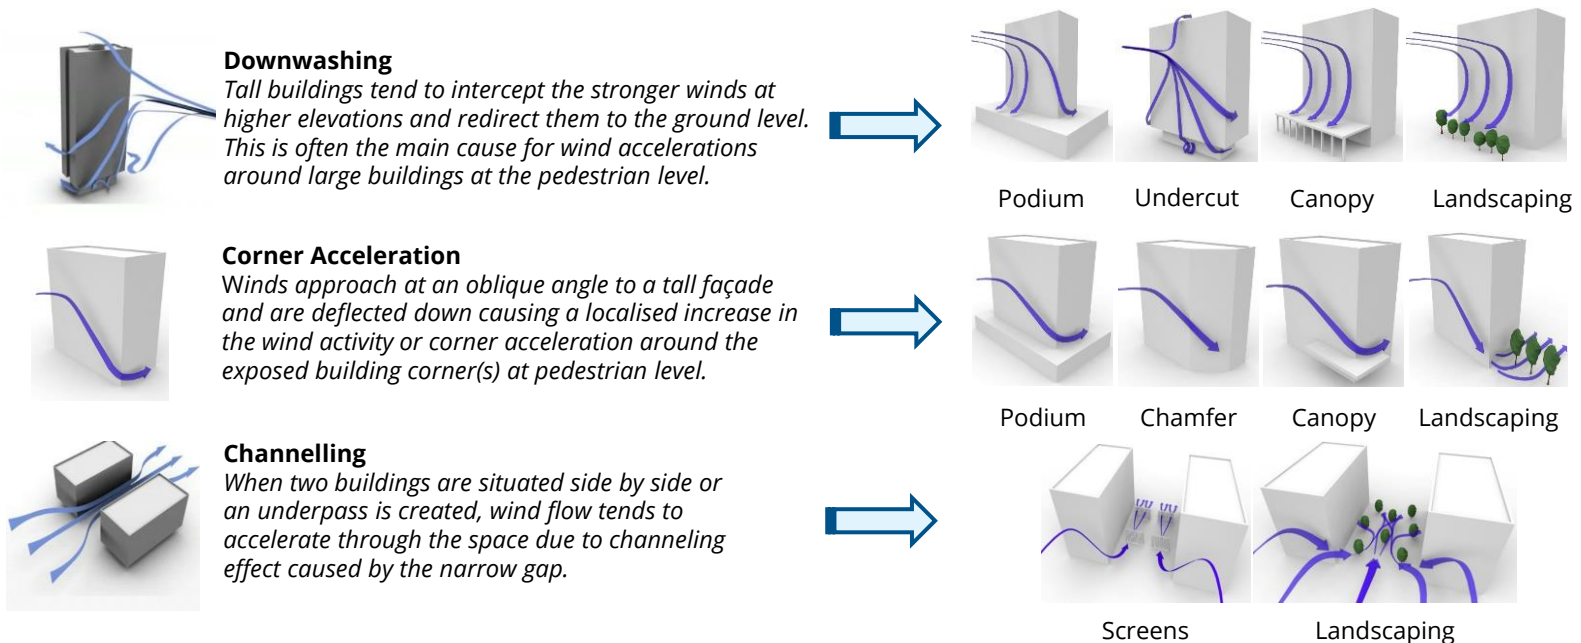 Downwashing
Tall buildings tend to intercept the stronger winds at
higher elevations and redirect them to the ground level.
This is often the main cause for wind accelerations
around large buildings at the pedestrian level.
Podium
Undercut
Canopy
Landscaping
Corner Acceleration
Winds approach at an oblique angle to a tall façade
and are deflected down causing a localised increase in
the wind activity or corner acceleration around the
exposed building corner(s) at pedestrian level.
Podium
Chamfer
Canopy
Landscaping
Channelling
When two buildings are situated side by side or
an underpass is created, wind flow tends to
accelerate through the space due to channeling
effect caused by the narrow gap.
Screens
Landscaping